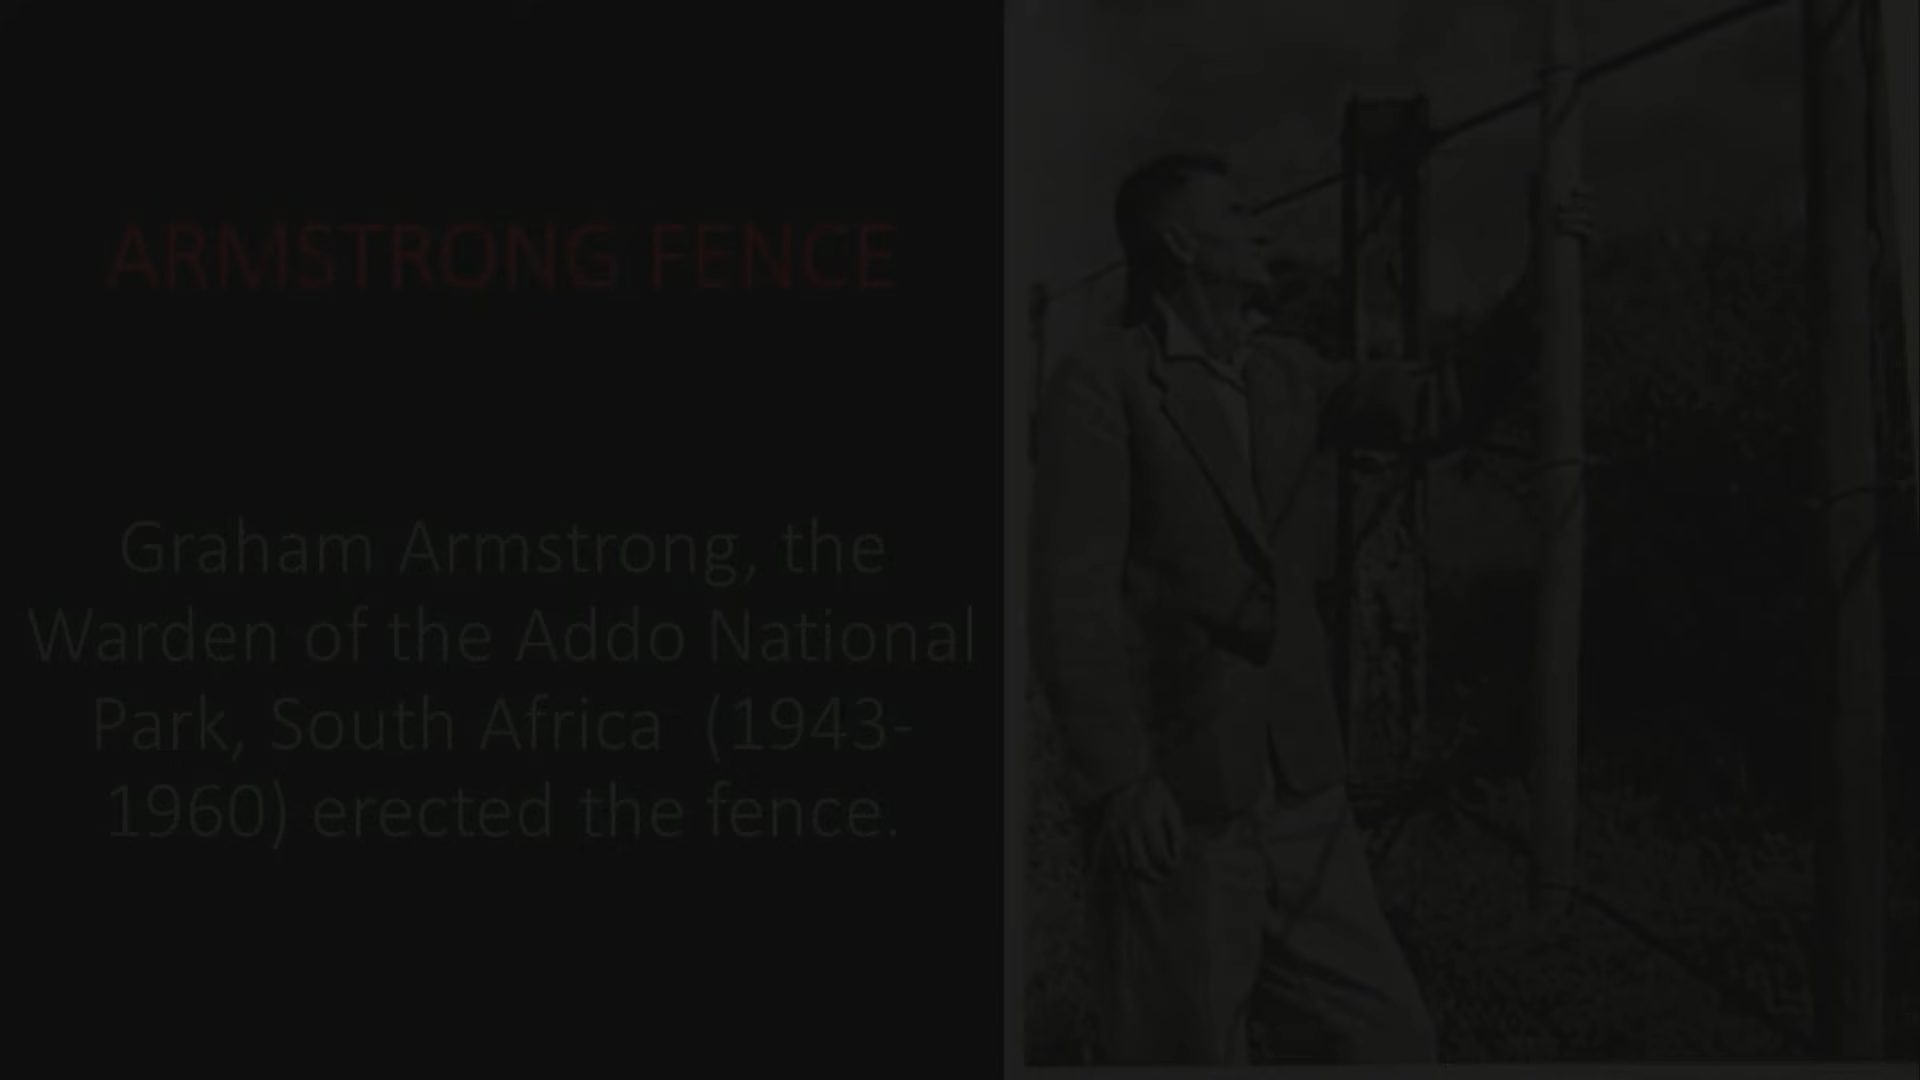 ARMSTRONG FENCE
Graham Armstrong, the
Warden of the Addo National
Park, South Africa (1943-
1960) erected the fence.